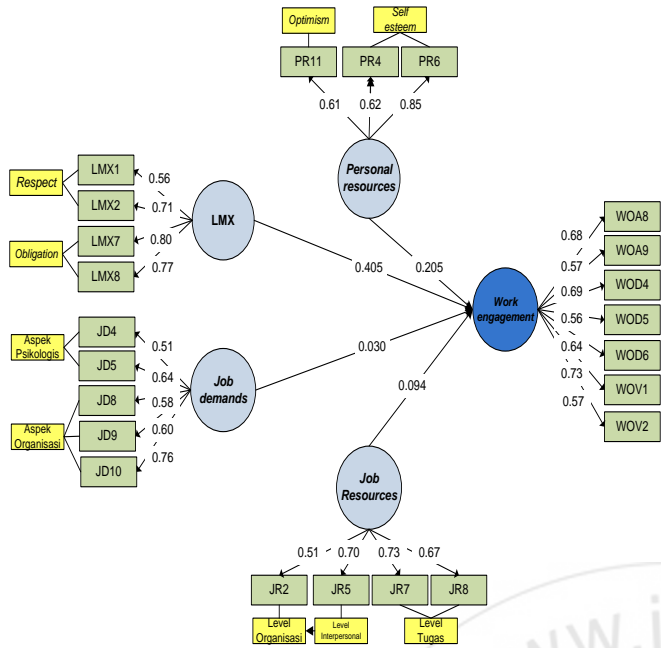 Optimism
Self
esteem
PR11
PR4
PR6
0.61
0.62
0.85
Personal
resources
Respect
LMX1
LMX2
Obligation
LMX7
LMX8
0.56
0.71
0.80
0.77
LMX
0.405
0.205
Work
engagement
WOA8
WOA9
WOD4
WOD5
WOD6
WOV1
WOV2
0.68
0.57
0.69
0.56
0.64
0.73
0.57
Aspek
Psikologis
JD4
JD5
Aspek
Organisasi
JD8
JD9
JD10
0.51
0.64
0.58
0.60
0.76
Job
demands
0.030
0.094
Job
Resources
0.51
0.70
0.73
0.67
JR2
JR5
JR7
JR8
Level
Organisasi
Level
Interpersonal
Level
Tugas
www.i